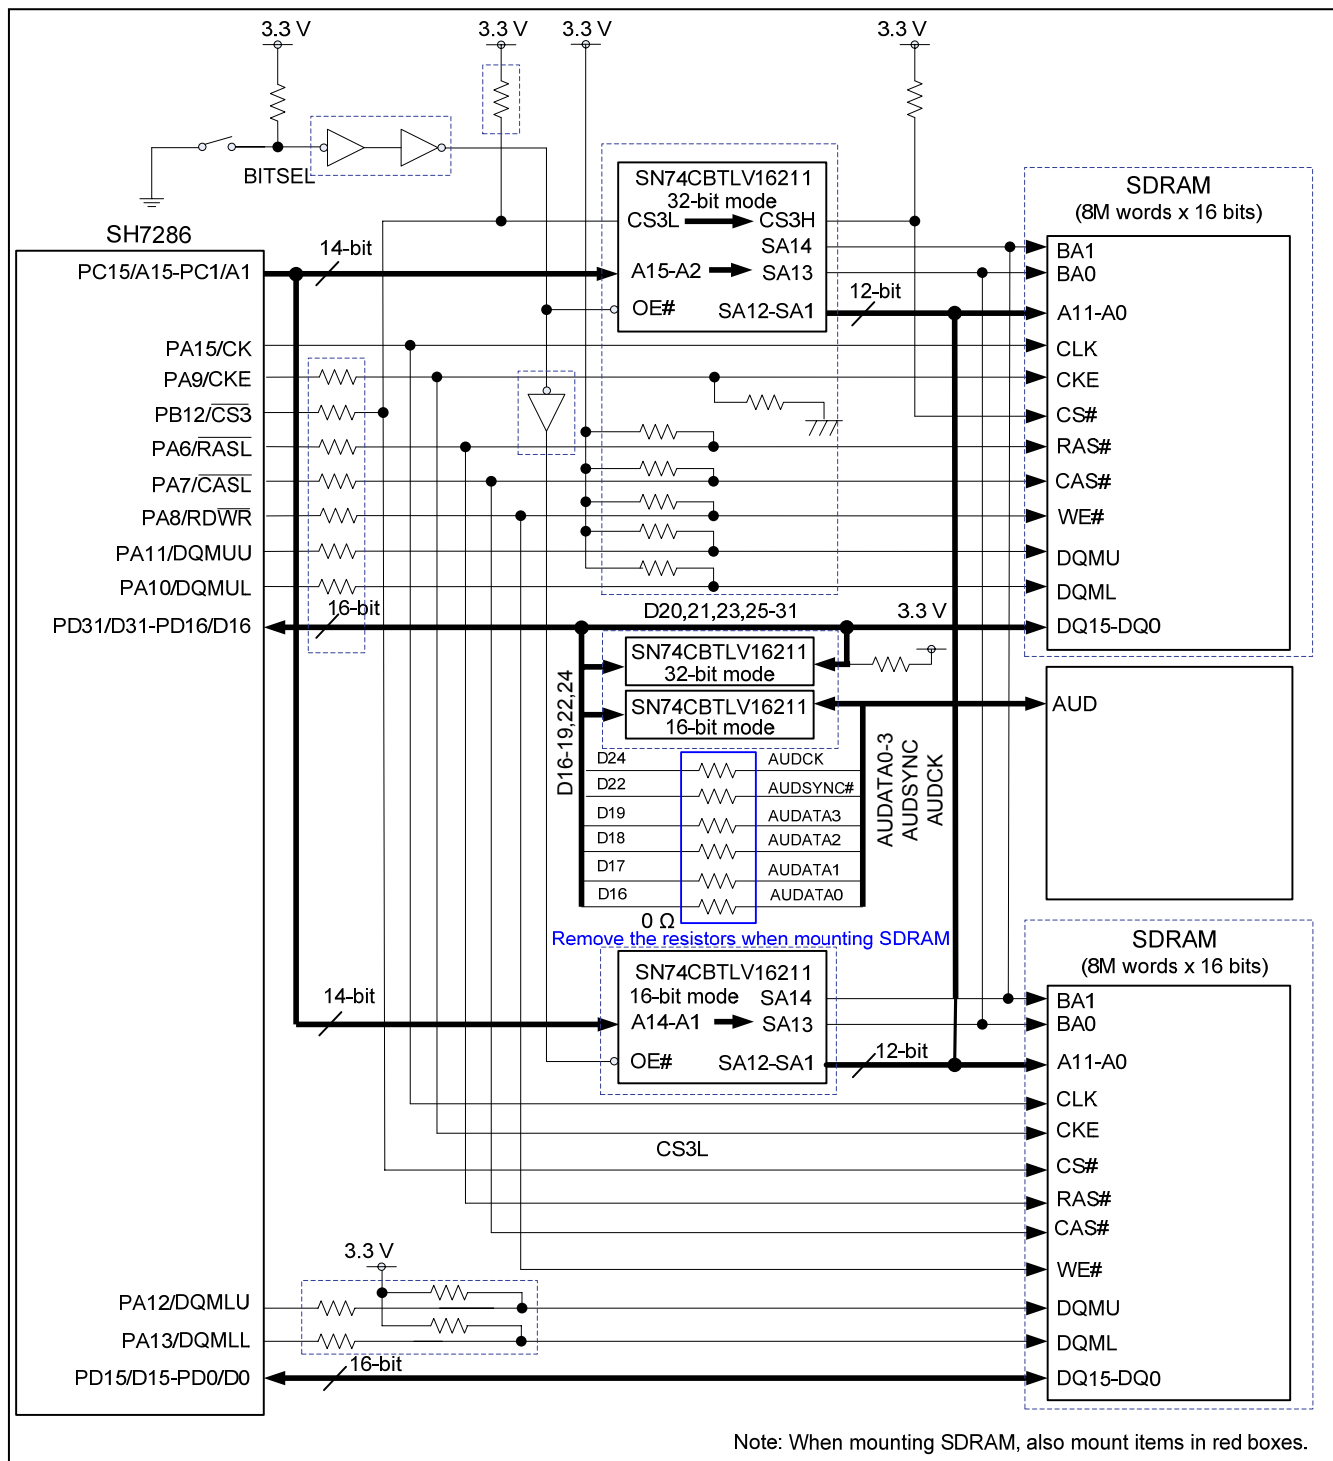 3.3 V
3.3 V
3.3 V
3.3 V
BITSEL
SH7286
PC15/A15-PC1/A1
14-bit
PA15/CK
PA9/CKE
PB12/CS3
PA6/RASL
PA7/CASL
PA8/RDWR
PA11/DQMUU
PA10/DQMUL
PD31/D31-PD16/D16
16-bit
SN74CBTLV16211
32-bit mode
CS3L
CS3H
SA14
A15-A2
SA13
OE#
SA12-SA1
12-bit
SDRAM
(8M words x 16 bits)
BA1
BA0
A11-A0
CLK
CKE
CS#
RAS#
CAS#
WE#
DQMU
DQML
DQ15-DQ0
D20,21,23,25-31
3.3 V
SN74CBTLV16211
32-bit mode
SN74CBTLV16211
16-bit mode
D16-19,22,24
AUD
AUDATA0-3
AUDSYNC
AUDCK
D24
AUDCK
D22
AUDSYNC#
D19
AUDATA3
D18
AUDATA2
D17
AUDATA1
D16
AUDATA0
0 Ω
Remove the resistors when mounting SDRAM
SN74CBTLV16211
16-bit mode
SA14
14-bit
A14-A1
SA13
OE#
SA12-SA1
12-bit
SDRAM
(8M words x 16 bits)
BA1
BA0
A11-A0
CLK
CKE
CS3L
CS#
RAS#
CAS#
WE#
DQMU
DQML
DQ15-DQ0
3.3 V
PA12/DQMLU
PA13/DQMLL
PD15/D15-PD0/D0
16-bit
Note: When mounting SDRAM, also mount items in red boxes.